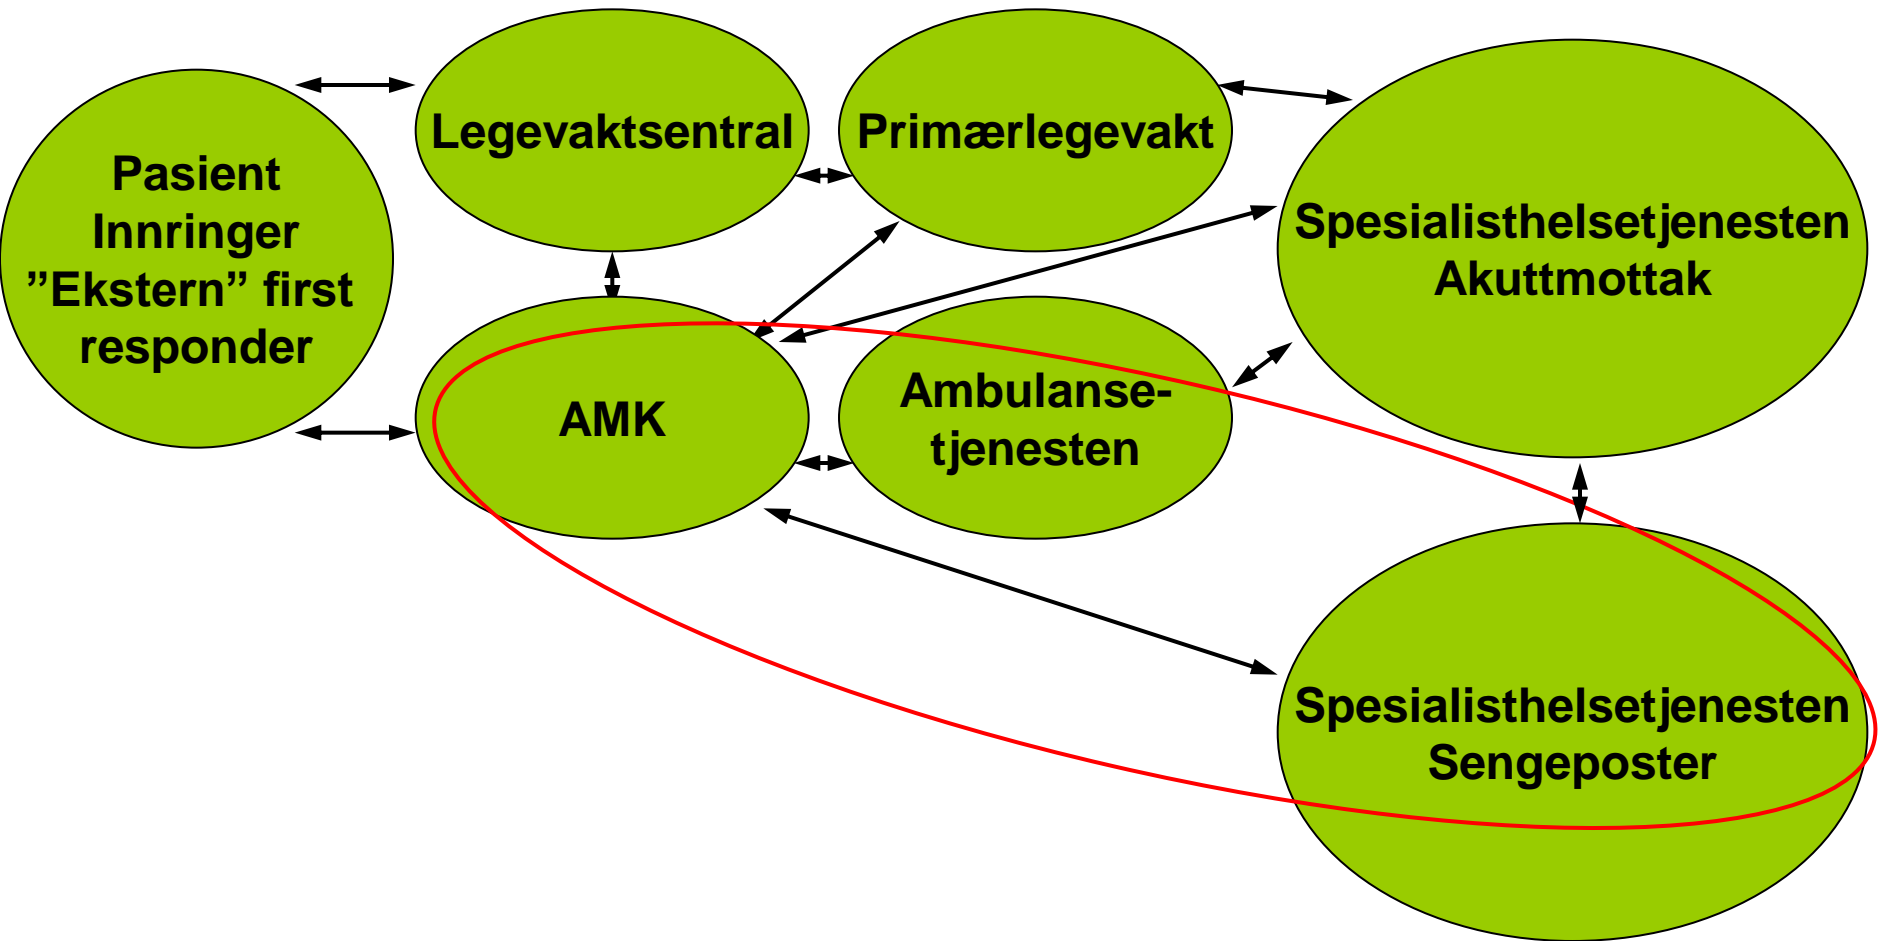 Pasient
Innringer
”Ekstern” first
responder
Legevaktsentral
Primærlegevakt
Spesialisthelsetjenesten
Akuttmottak
AMK
Ambulanse-
tjenesten
Spesialisthelsetjenesten
Sengeposter